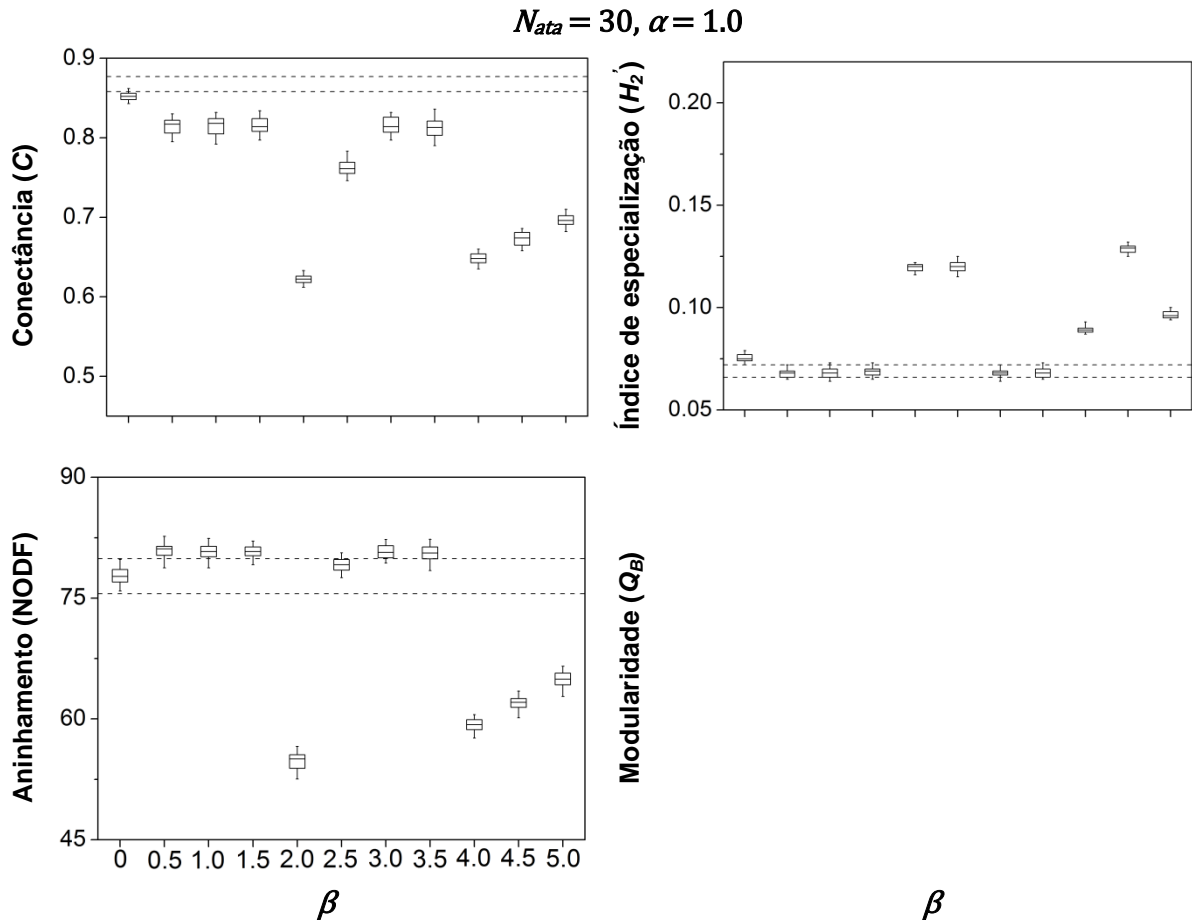 N_ata = 30, α = 1.0
Conectância (C)
0.9
0.8
0.7
0.6
0.5
Índice de especialização (H₂')
0.20
0.15
0.10
0.05
Aninhamento (NODF)
90
75
60
45
0 0.5 1.0 1.5 2.0 2.5 3.0 3.5 4.0 4.5 5.0
β
Modularidade (Q_B)
β